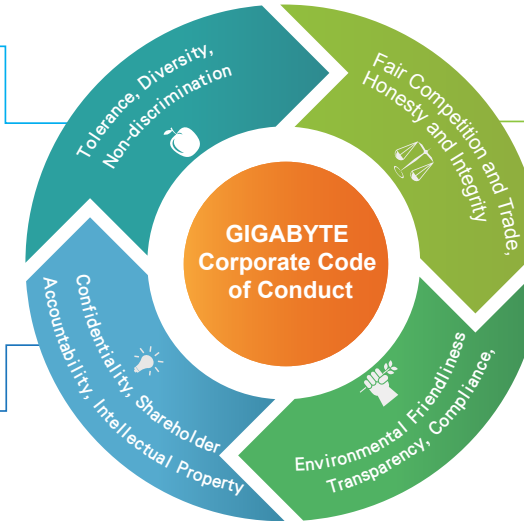 Tolerance, Diversity,
Non-discrimination
Fair Competition and Trade,
Honesty and Integrity
GIGABYTE
Corporate Code
of Conduct
Confidentiality, Shareholder
Accountability, Intellectual Property
Environmental Friendliness
Transparency, Compliance,